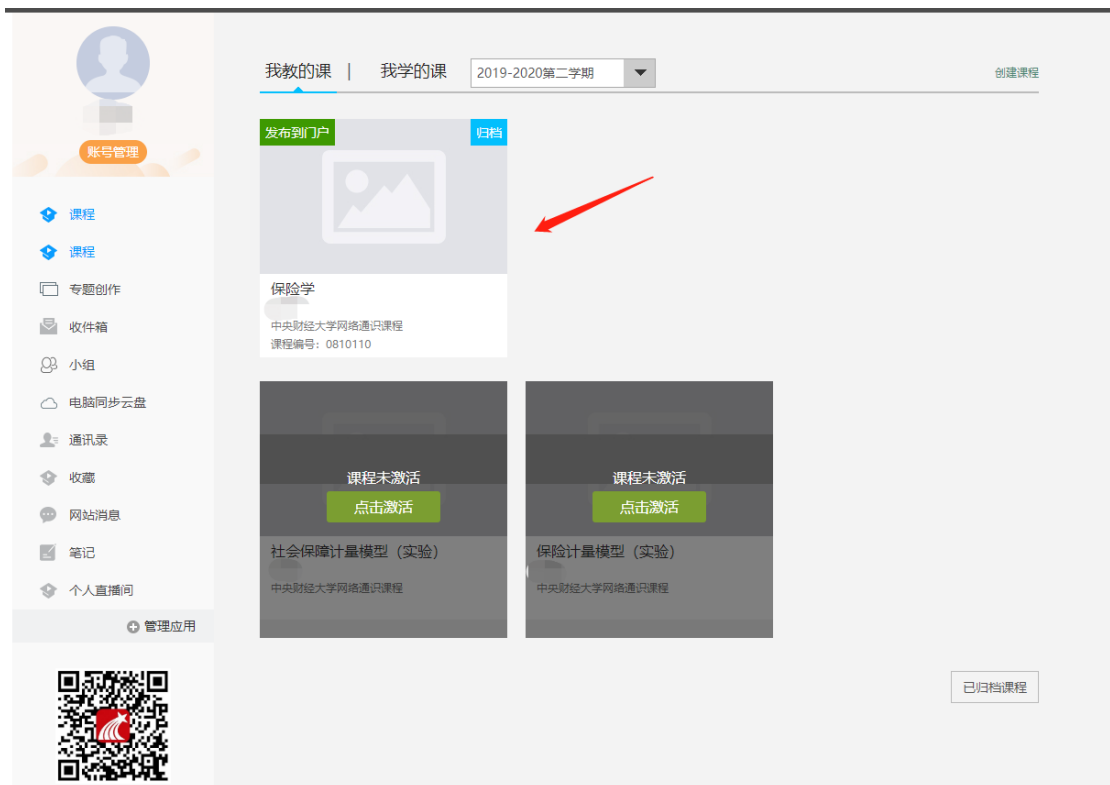 我教的课 | 我学的课 2019-2020第二学期 创建课程
账号管理
课程
课程
专题创作
收件箱
小组
电脑同步云盘
通讯录
收藏
网站消息
笔记
个人直播间
管理应用
发布到门户 归档
保险学
中央财经大学网络通识课程
课程编号：0810110
课程未激活
点击激活
社会保障计量模型（实验）
中央财经大学网络通识课程
课程未激活
点击激活
保险计量模型（实验）
中央财经大学网络通识课程
已归档课程